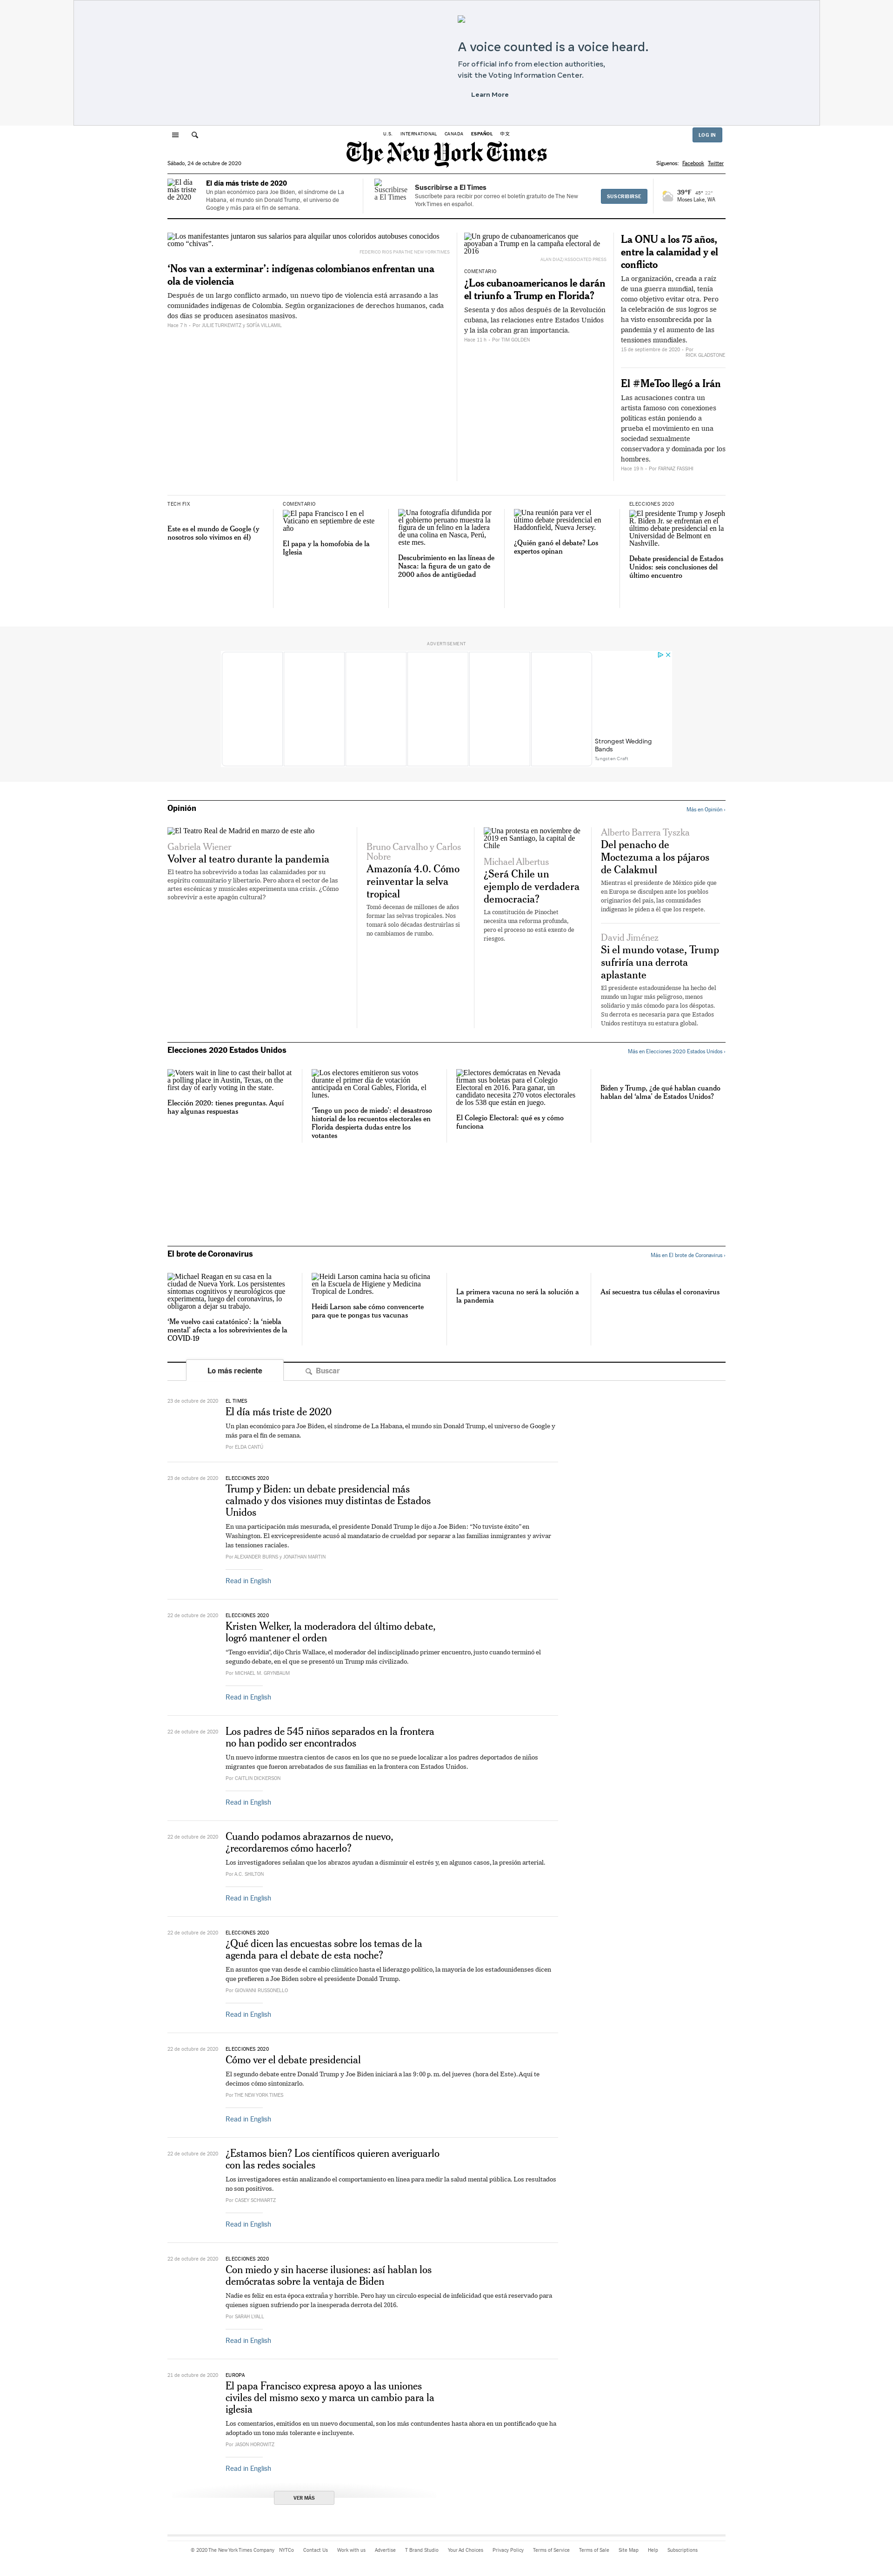 A voice counted is a voice heard.
For official info from election authorities,
visit the Voting Information Center.
Learn More
U.S. INTERNATIONAL CANADA ESPAÑOL 中文
LOG IN
The New York Times
Sábado, 24 de octubre de 2020
Síguenos: Facebook Twitter
El día más triste de 2020
El día más triste de 2020
Un plan económico para Joe Biden, el síndrome de La Habana, el mundo sin Donald Trump, el universo de Google y más para el fin de semana.
Suscribirse a El Times
Suscribirse a El Times
Suscríbete para recibir por correo el boletín gratuito de The New York Times en español.
SUSCRIBIRSE
39°F 45° 22°
Moses Lake, WA
Los manifestantes juntaron sus salarios para alquilar unos coloridos autobuses conocidos como “chivas”.
FEDERICO RIOS PARA THE NEW YORK TIMES
‘Nos van a exterminar’: indígenas colombianos enfrentan una ola de violencia
Después de un largo conflicto armado, un nuevo tipo de violencia está arrasando a las comunidades indígenas de Colombia. Según organizaciones de derechos humanos, cada dos días se producen asesinatos masivos.
Hace 7 h – Por JULIE TURKEWITZ y SOFÍA VILLAMIL
Un grupo de cubanoamericanos que apoyaban a Trump en la campaña electoral de 2016
ALAN DIAZ/ASSOCIATED PRESS
COMENTARIO
¿Los cubanoamericanos le darán el triunfo a Trump en Florida?
Sesenta y dos años después de la Revolución cubana, las relaciones entre Estados Unidos y la isla cobran gran importancia.
Hace 11 h – Por TIM GOLDEN
La ONU a los 75 años, entre la calamidad y el conflicto
La organización, creada a raíz de una guerra mundial, tenía como objetivo evitar otra. Pero la celebración de sus logros se ha visto ensombrecida por la pandemia y el aumento de las tensiones mundiales.
15 de septiembre de 2020 – Por RICK GLADSTONE
El #MeToo llegó a Irán
Las acusaciones contra un artista famoso con conexiones políticas están poniendo a prueba el movimiento en una sociedad sexualmente conservadora y dominada por los hombres.
Hace 19 h – Por FARNAZ FASSIHI
TECH FIX
Este es el mundo de Google (y nosotros solo vivimos en él)
COMENTARIO
El papa Francisco I en el Vaticano en septiembre de este año
El papa y la homofobia de la Iglesia
Una fotografía difundida por el gobierno peruano muestra la figura de un felino en la ladera de una colina en Nasca, Perú, este mes.
Descubrimiento en las líneas de Nasca: la figura de un gato de 2000 años de antigüedad
Una reunión para ver el último debate presidencial en Haddonfield, Nueva Jersey.
¿Quién ganó el debate? Los expertos opinan
ELECCIONES 2020
El presidente Trump y Joseph R. Biden Jr. se enfrentan en el último debate presidencial en la Universidad de Belmont en Nashville.
Debate presidencial de Estados Unidos: seis conclusiones del último encuentro
ADVERTISEMENT
Strongest Wedding Bands
Tungsten Craft
Opinión
Más en Opinión ›
El Teatro Real de Madrid en marzo de este año
Gabriela Wiener
Volver al teatro durante la pandemia
El teatro ha sobrevivido a todas las calamidades por su espíritu comunitario y libertario. Pero ahora el sector de las artes escénicas y musicales experimenta una crisis. ¿Cómo sobrevivir a este apagón cultural?
Bruno Carvalho y Carlos Nobre
Amazonía 4.0. Cómo reinventar la selva tropical
Tomó decenas de millones de años formar las selvas tropicales. Nos tomará solo décadas destruirlas si no cambiamos de rumbo.
Una protesta en noviembre de 2019 en Santiago, la capital de Chile
Michael Albertus
¿Será Chile un ejemplo de verdadera democracia?
La constitución de Pinochet necesita una reforma profunda, pero el proceso no está exento de riesgos.
Alberto Barrera Tyszka
Del penacho de Moctezuma a los pájaros de Calakmul
Mientras el presidente de México pide que en Europa se disculpen ante los pueblos originarios del país, las comunidades indígenas le piden a él que los respete.
David Jiménez
Si el mundo votase, Trump sufriría una derrota aplastante
El presidente estadounidense ha hecho del mundo un lugar más peligroso, menos solidario y más cómodo para los déspotas. Su derrota es necesaria para que Estados Unidos restituya su estatura global.
Elecciones 2020 Estados Unidos
Más en Elecciones 2020 Estados Unidos ›
Voters wait in line to cast their ballot at a polling place in Austin, Texas, on the first day of early voting in the state.
Elección 2020: tienes preguntas. Aquí hay algunas respuestas
Los electores emitieron sus votos durante el primer día de votación anticipada en Coral Gables, Florida, el lunes.
‘Tengo un poco de miedo’: el desastroso historial de los recuentos electorales en Florida despierta dudas entre los votantes
Electores demócratas en Nevada firman sus boletas para el Colegio Electoral en 2016. Para ganar, un candidato necesita 270 votos electorales de los 538 que están en juego.
El Colegio Electoral: qué es y cómo funciona
Biden y Trump, ¿de qué hablan cuando hablan del ‘alma’ de Estados Unidos?
El brote de Coronavirus
Más en El brote de Coronavirus ›
Michael Reagan en su casa en la ciudad de Nueva York. Los persistentes síntomas cognitivos y neurológicos que experimenta, luego del coronavirus, lo obligaron a dejar su trabajo.
‘Me vuelvo casi catatónico’: la ‘niebla mental’ afecta a los sobrevivientes de la COVID-19
Heidi Larson camina hacia su oficina en la Escuela de Higiene y Medicina Tropical de Londres.
Heidi Larson sabe cómo convencerte para que te pongas tus vacunas
La primera vacuna no será la solución a la pandemia
Así secuestra tus células el coronavirus
Lo más reciente
Buscar
23 de octubre de 2020
EL TIMES
El día más triste de 2020
Un plan económico para Joe Biden, el síndrome de La Habana, el mundo sin Donald Trump, el universo de Google y más para el fin de semana.
Por ELDA CANTÚ
23 de octubre de 2020
ELECCIONES 2020
Trump y Biden: un debate presidencial más calmado y dos visiones muy distintas de Estados Unidos
En una participación más mesurada, el presidente Donald Trump le dijo a Joe Biden: “No tuviste éxito” en Washington. El exvicepresidente acusó al mandatario de crueldad por separar a las familias inmigrantes y avivar las tensiones raciales.
Por ALEXANDER BURNS y JONATHAN MARTIN
Read in English
22 de octubre de 2020
ELECCIONES 2020
Kristen Welker, la moderadora del último debate, logró mantener el orden
“Tengo envidia”, dijo Chris Wallace, el moderador del indisciplinado primer encuentro, justo cuando terminó el segundo debate, en el que se presentó un Trump más civilizado.
Por MICHAEL M. GRYNBAUM
Read in English
22 de octubre de 2020
Los padres de 545 niños separados en la frontera no han podido ser encontrados
Un nuevo informe muestra cientos de casos en los que no se puede localizar a los padres deportados de niños migrantes que fueron arrebatados de sus familias en la frontera con Estados Unidos.
Por CAITLIN DICKERSON
Read in English
22 de octubre de 2020
Cuando podamos abrazarnos de nuevo, ¿recordaremos cómo hacerlo?
Los investigadores señalan que los abrazos ayudan a disminuir el estrés y, en algunos casos, la presión arterial.
Por A.C. SHILTON
Read in English
22 de octubre de 2020
ELECCIONES 2020
¿Qué dicen las encuestas sobre los temas de la agenda para el debate de esta noche?
En asuntos que van desde el cambio climático hasta el liderazgo político, la mayoría de los estadounidenses dicen que prefieren a Joe Biden sobre el presidente Donald Trump.
Por GIOVANNI RUSSONELLO
Read in English
22 de octubre de 2020
ELECCIONES 2020
Cómo ver el debate presidencial
El segundo debate entre Donald Trump y Joe Biden iniciará a las 9:00 p. m. del jueves (hora del Este). Aquí te decimos cómo sintonizarlo.
Por THE NEW YORK TIMES
Read in English
22 de octubre de 2020
¿Estamos bien? Los científicos quieren averiguarlo con las redes sociales
Los investigadores están analizando el comportamiento en línea para medir la salud mental pública. Los resultados no son positivos.
Por CASEY SCHWARTZ
Read in English
22 de octubre de 2020
ELECCIONES 2020
Con miedo y sin hacerse ilusiones: así hablan los demócratas sobre la ventaja de Biden
Nadie es feliz en esta época extraña y horrible. Pero hay un círculo especial de infelicidad que está reservado para quienes siguen sufriendo por la inesperada derrota del 2016.
Por SARAH LYALL
Read in English
21 de octubre de 2020
EUROPA
El papa Francisco expresa apoyo a las uniones civiles del mismo sexo y marca un cambio para la iglesia
Los comentarios, emitidos en un nuevo documental, son los más contundentes hasta ahora en un pontificado que ha adoptado un tono más tolerante e incluyente.
Por JASON HOROWITZ
Read in English
VER MÁS
© 2020 The New York Times Company NYTCo Contact Us Work with us Advertise T Brand Studio Your Ad Choices Privacy Policy Terms of Service Terms of Sale Site Map Help Subscriptions